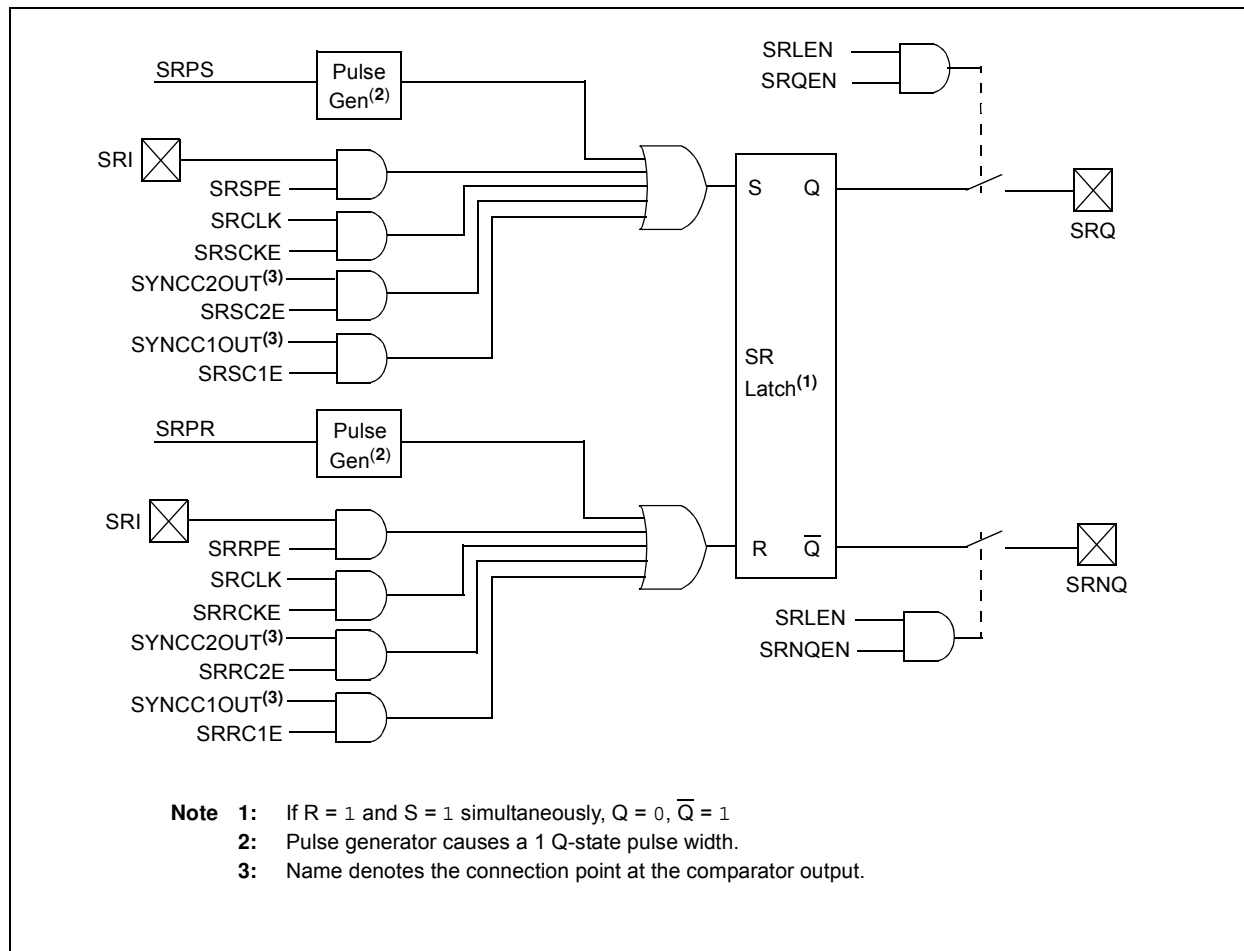 SRPS
Pulse
Gen(2)
SRI
SRSPE
SRCLK
SRSCKE
SYNCC2OUT(3)
SRSC2E
SYNCC1OUT(3)
SRSC1E
SRPR
Pulse
Gen(2)
SRI
SRRPE
SRCLK
SRRCKE
SYNCC2OUT(3)
SRRC2E
SYNCC1OUT(3)
SRRC1E
S Q
SR
Latch(1)
R Q̅
SRLEN
SRQEN
SRQ
SRNQ
SRLEN
SRNQEN
Note 1: If R = 1 and S = 1 simultaneously, Q = 0, Q̅ = 1
2: Pulse generator causes a 1 Q-state pulse width.
3: Name denotes the connection point at the comparator output.